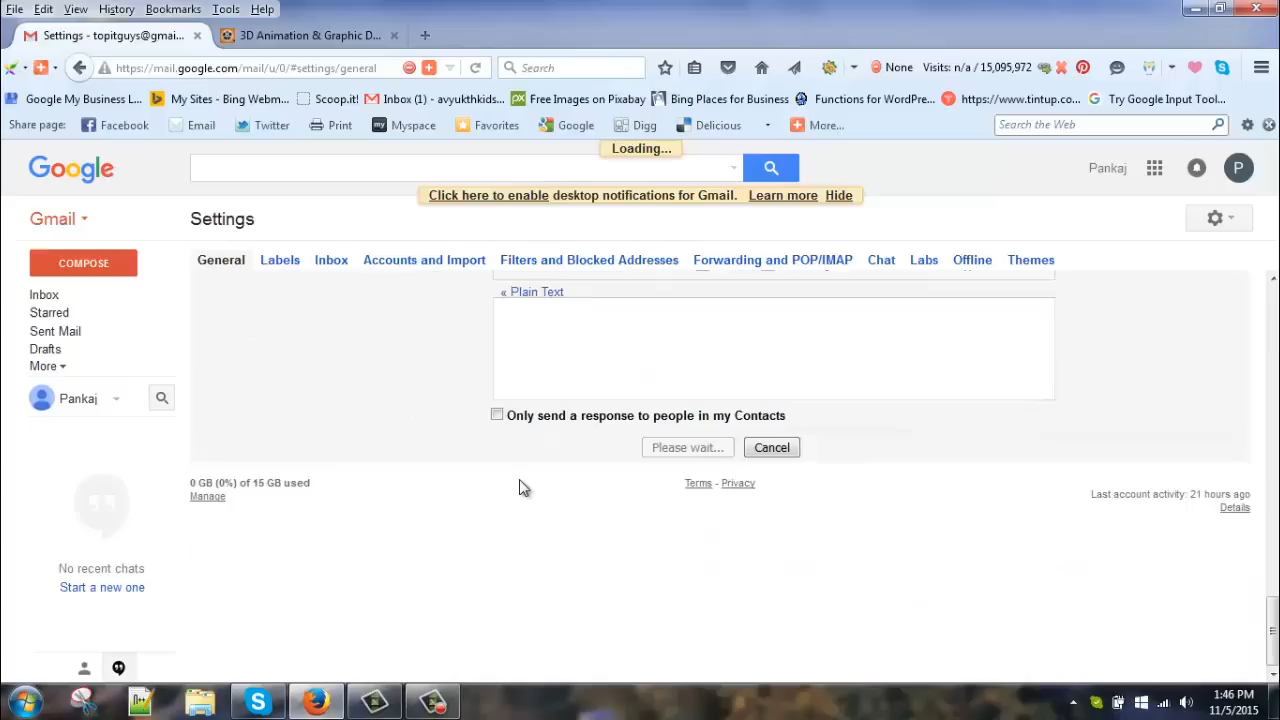 File Edit View History Bookmarks Tools Help
Settings - topitguys@gmai... 3D Animation & Graphic D...
https://mail.google.com/mail/u/0/#settings/general Search None Visits: n/a / 15,095,972
Google My Business L... My Sites - Bing Webm... Scoop.it! Inbox (1) - avyukthkids... Free Images on Pixabay Bing Places for Business Functions for WordPre... https://www.tintup.co... Try Google Input Tool...
Share page: Facebook Email Twitter Print Myspace Favorites Google Digg Delicious More... Search the Web
Loading...
Google Pankaj P
Click here to enable desktop notifications for Gmail. Learn more Hide
Gmail Settings
General Labels Inbox Accounts and Import Filters and Blocked Addresses Forwarding and POP/IMAP Chat Labs Offline Themes
COMPOSE
« Plain Text
Inbox
Starred
Sent Mail
Drafts
More
Pankaj
Only send a response to people in my Contacts
Please wait... Cancel
0 GB (0%) of 15 GB used
Manage
Terms - Privacy
Last account activity: 21 hours ago
Details
No recent chats
Start a new one
1:46 PM
11/5/2015